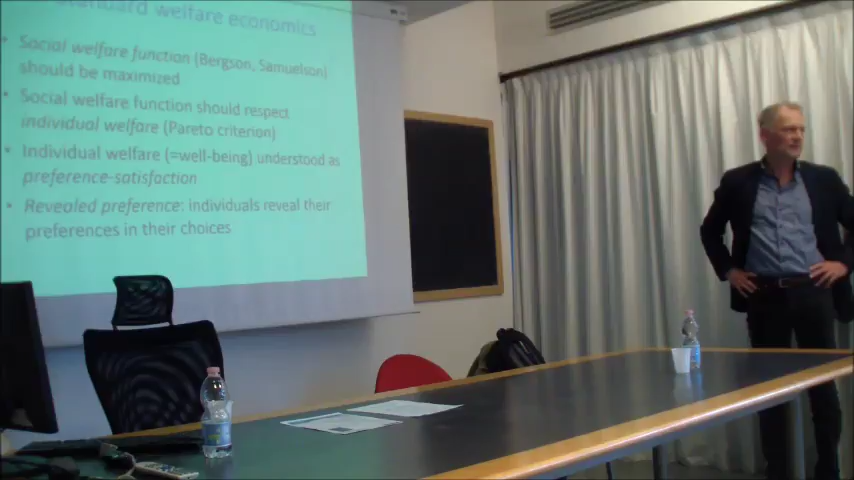 Standard welfare economics
• Social welfare function (Bergson, Samuelson)
should be maximized
• Social welfare function should respect
individual welfare (Pareto criterion)
• Individual welfare (=well-being) understood as
preference-satisfaction
• Revealed preference: individuals reveal their
preferences in their choices